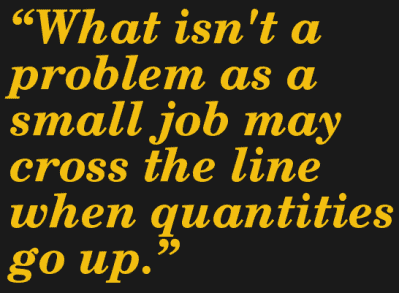 “What isn't a
problem as a
small job may
cross the line
when quantities
go up.”